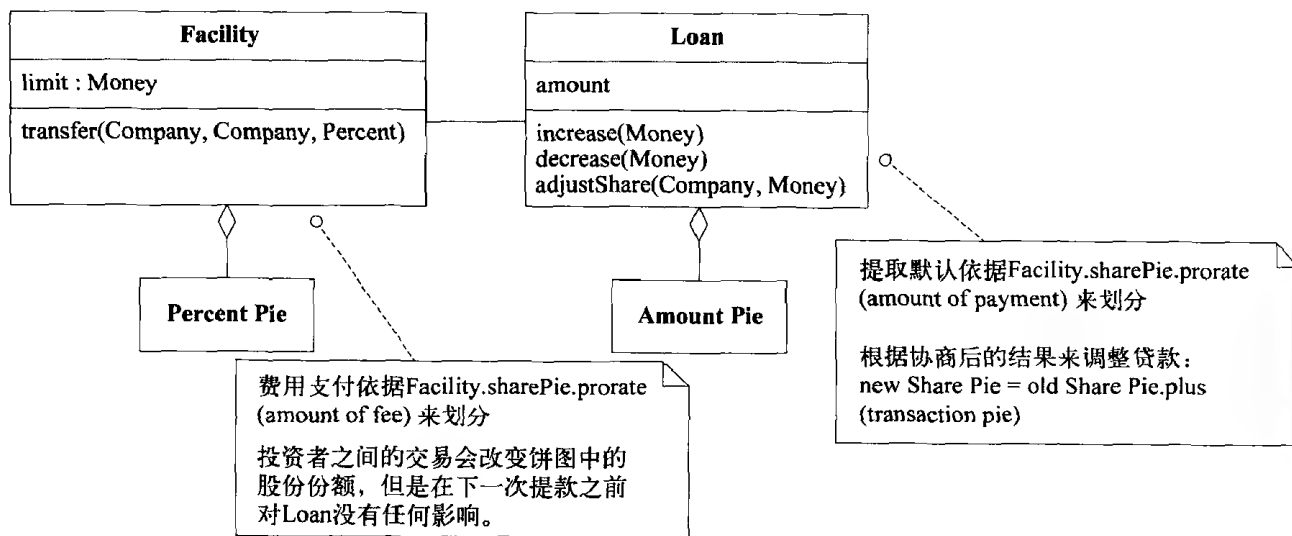 Facility
limit : Money
transfer(Company, Company, Percent)
Percent Pie
费用支付依据Facility.sharePie.prorate
(amount of fee) 来划分
投资者之间的交易会改变饼图中的
股份份额，但是在下一次提款之前
对Loan没有任何影响。
Loan
amount
increase(Money)
decrease(Money)
adjustShare(Company, Money)
Amount Pie
提取默认依据Facility.sharePie.prorate
(amount of payment) 来划分
根据协商后的结果来调整贷款：
new Share Pie = old Share Pie.plus
(transaction pie)